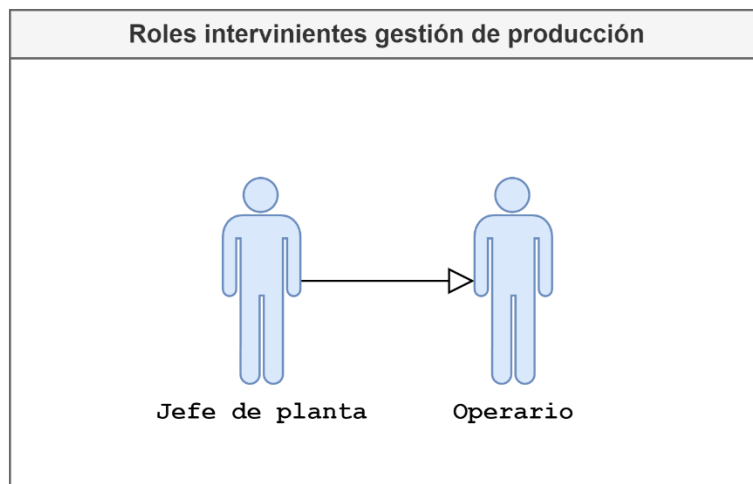 Roles intervinientes gestión de producción
Jefe de planta
Operario